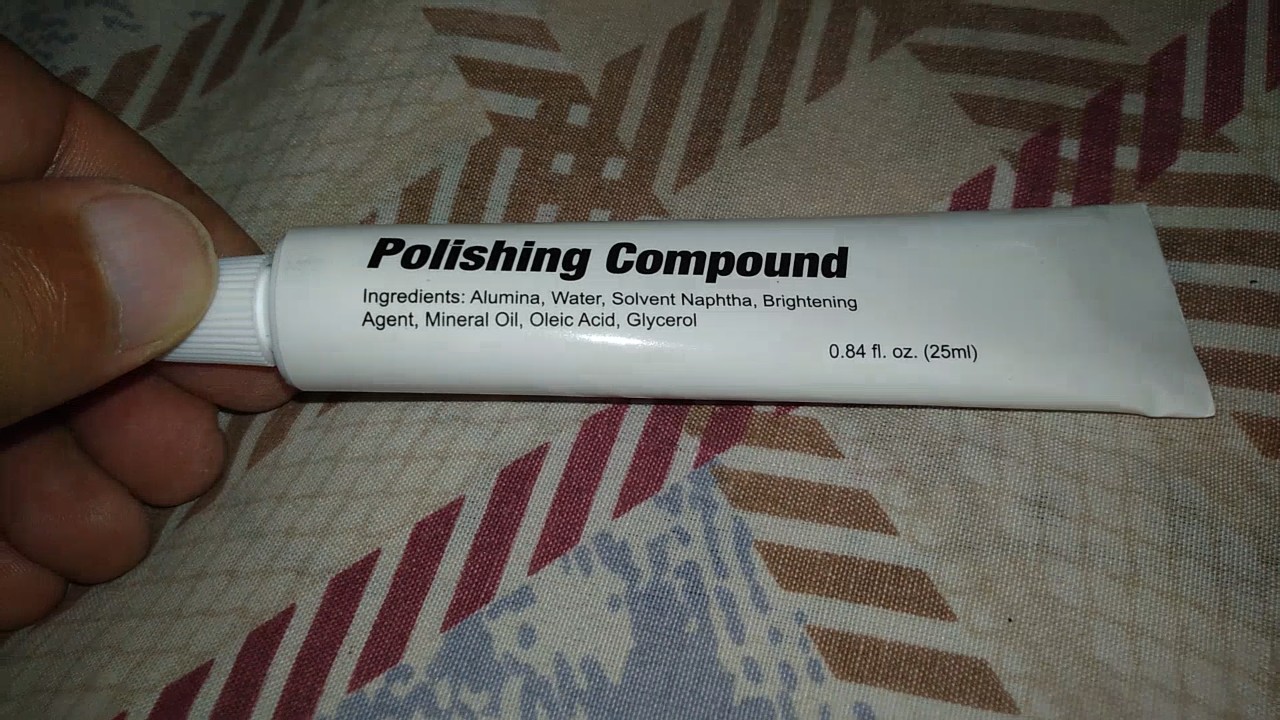 Polishing Compound
Ingredients: Alumina, Water, Solvent Naphtha, Brightening
Agent, Mineral Oil, Oleic Acid, Glycerol
0.84 fl. oz. (25ml)